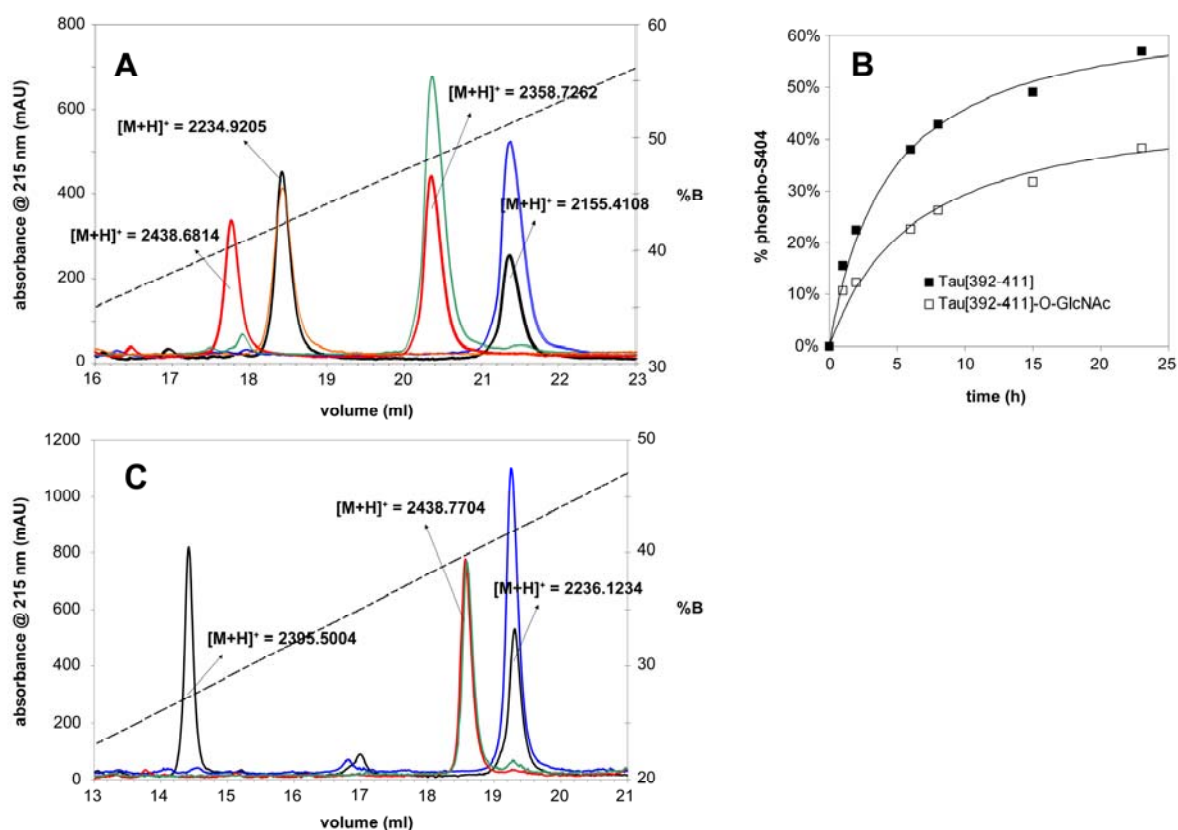 A
absorbance @ 215 nm (mAU)
800
600
400
200
0
[M+H]+ = 2234.9205
[M+H]+ = 2438.6814
[M+H]+ = 2358.7262
[M+H]+ = 2155.4108
60
50
40
30
%B
16 17 18 19 20 21 22 23
volume (ml)
B
% phospho-S404
60%
50%
40%
30%
20%
10%
0%
■ Tau[392-411]
□ Tau[392-411]-O-GlcNAc
0 5 10 15 20 25
time (h)
C
absorbance @ 215 nm (mAU)
1200
1000
800
600
400
200
0
[M+H]+ = 2438.7704
[M+H]+ = 2236.1234
[M+H]+ = 2395.5004
50
40
30
20
%B
13 14 15 16 17 18 19 20 21
volume (ml)